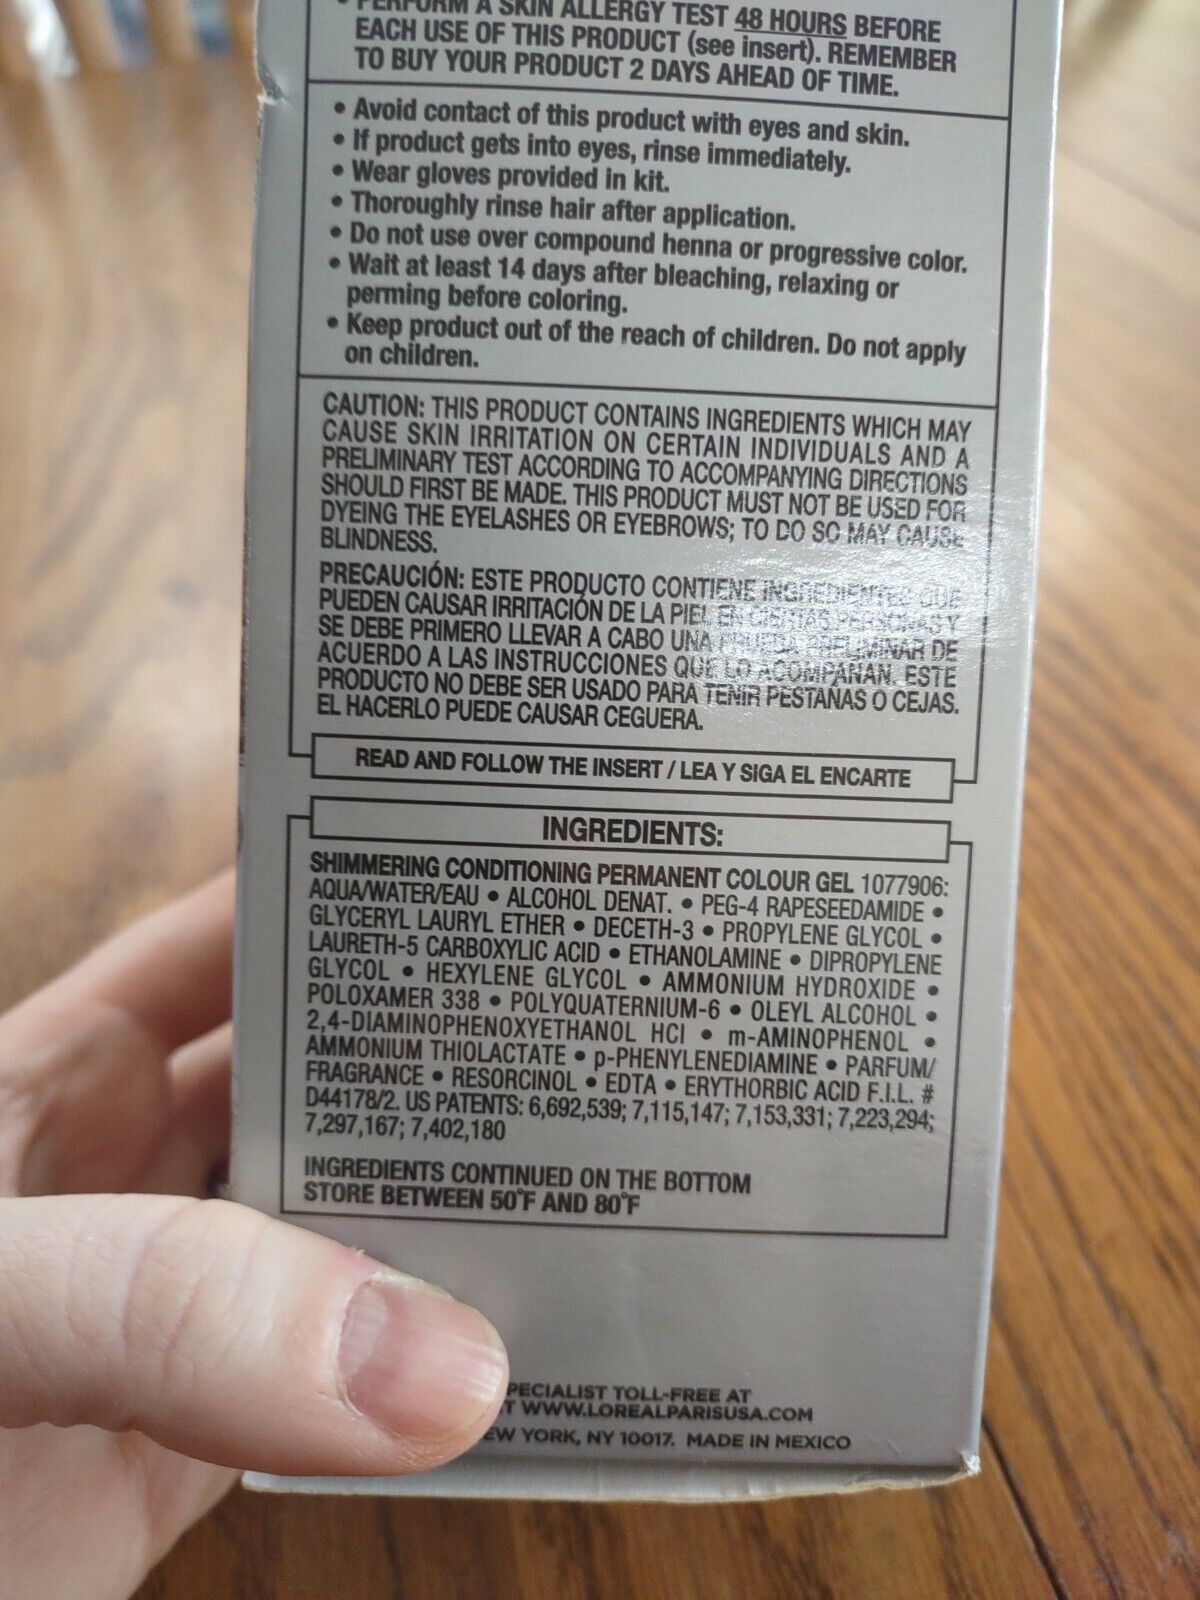 • PERFORM A SKIN ALLERGY TEST 48 HOURS BEFORE
EACH USE OF THIS PRODUCT (see insert). REMEMBER
TO BUY YOUR PRODUCT 2 DAYS AHEAD OF TIME.
• Avoid contact of this product with eyes and skin.
• If product gets into eyes, rinse immediately.
• Wear gloves provided in kit.
• Thoroughly rinse hair after application.
• Do not use over compound henna or progressive color.
• Wait at least 14 days after bleaching, relaxing or
perming before coloring.
• Keep product out of the reach of children. Do not apply
on children.
CAUTION: THIS PRODUCT CONTAINS INGREDIENTS WHICH MAY
CAUSE SKIN IRRITATION ON CERTAIN INDIVIDUALS AND A
PRELIMINARY TEST ACCORDING TO ACCOMPANYING DIRECTIONS
SHOULD FIRST BE MADE. THIS PRODUCT MUST NOT BE USED FOR
DYEING THE EYELASHES OR EYEBROWS; TO DO SO MAY CAUSE
BLINDNESS.
PRECAUCIÓN: ESTE PRODUCTO CONTIENE INGREDIENTES QUE
PUEDEN CAUSAR IRRITACIÓN DE LA PIEL EN CIERTAS PERSONAS Y
SE DEBE PRIMERO LLEVAR A CABO UNA PRUEBA PRELIMINAR DE
ACUERDO A LAS INSTRUCCIONES QUE LO ACOMPAÑAN. ESTE
PRODUCTO NO DEBE SER USADO PARA TENIR PESTAÑAS O CEJAS.
EL HACERLO PUEDE CAUSAR CEGUERA.
READ AND FOLLOW THE INSERT / LEA Y SIGA EL ENCARTE
INGREDIENTS:
SHIMMERING CONDITIONING PERMANENT COLOUR GEL 1077906:
AQUA/WATER/EAU • ALCOHOL DENAT. • PEG-4 RAPESEEDAMIDE •
GLYCERYL LAURYL ETHER • DECETH-3 • PROPYLENE GLYCOL •
LAURETH-5 CARBOXYLIC ACID • ETHANOLAMINE • DIPROPYLENE
GLYCOL • HEXYLENE GLYCOL • AMMONIUM HYDROXIDE •
POLOXAMER 338 • POLYQUATERNIUM-6 • OLEYL ALCOHOL •
2,4-DIAMINOPHENOXYETHANOL HCl • m-AMINOPHENOL •
AMMONIUM THIOLACTATE • p-PHENYLENEDIAMINE • PARFUM/
FRAGRANCE • RESORCINOL • EDTA • ERYTHORBIC ACID F.I.L. #
D44178/2. US PATENTS: 6,692,539; 7,115,147; 7,153,331; 7,223,294;
7,297,167; 7,402,180
INGREDIENTS CONTINUED ON THE BOTTOM
STORE BETWEEN 50°F AND 80°F
PECIALIST TOLL-FREE AT
T WWW.LOREALPARISUSA.COM
EW YORK, NY 10017. MADE IN MEXICO